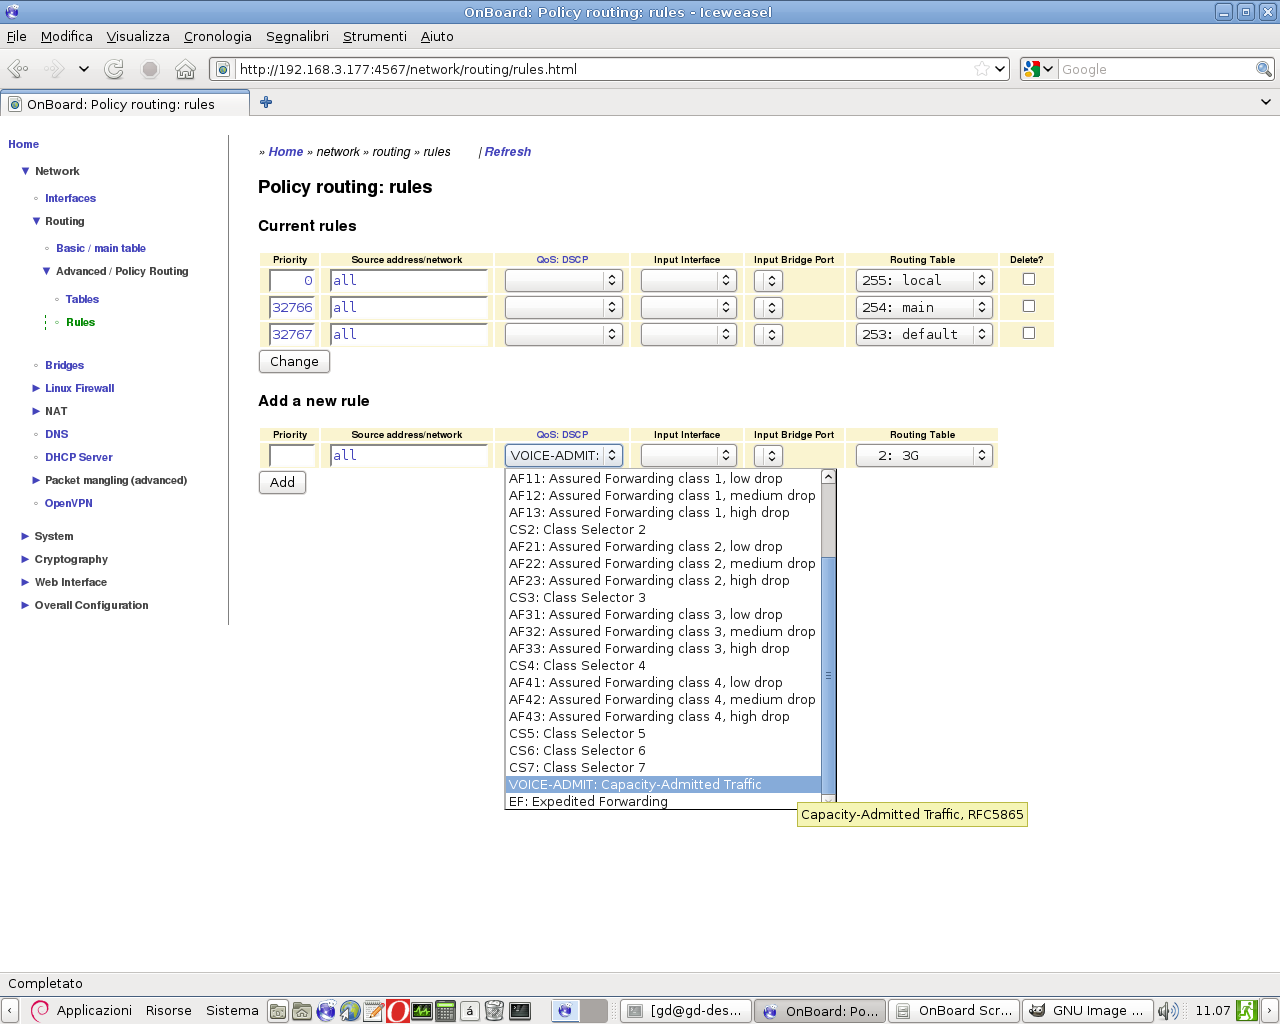 OnBoard: Policy routing: rules - Iceweasel
File Modifica Visualizza Cronologia Segnalibri Strumenti Aiuto
http://192.168.3.177:4567/network/routing/rules.html
Google
OnBoard: Policy routing: rules
Home
Network
Interfaces
Routing
Basic / main table
Advanced / Policy Routing
Tables
Rules
Bridges
Linux Firewall
NAT
DNS
DHCP Server
Packet mangling (advanced)
OpenVPN
System
Cryptography
Web Interface
Overall Configuration
» Home » network » routing » rules | Refresh
Policy routing: rules
Current rules
Priority Source address/network QoS: DSCP Input Interface Input Bridge Port Routing Table Delete?
0 all 255: local
32766 all 254: main
32767 all 253: default
Change
Add a new rule
Priority Source address/network QoS: DSCP Input Interface Input Bridge Port Routing Table
all VOICE-ADMIT: 2: 3G
Add
AF11: Assured Forwarding class 1, low drop
AF12: Assured Forwarding class 1, medium drop
AF13: Assured Forwarding class 1, high drop
CS2: Class Selector 2
AF21: Assured Forwarding class 2, low drop
AF22: Assured Forwarding class 2, medium drop
AF23: Assured Forwarding class 2, high drop
CS3: Class Selector 3
AF31: Assured Forwarding class 3, low drop
AF32: Assured Forwarding class 3, medium drop
AF33: Assured Forwarding class 3, high drop
CS4: Class Selector 4
AF41: Assured Forwarding class 4, low drop
AF42: Assured Forwarding class 4, medium drop
AF43: Assured Forwarding class 4, high drop
CS5: Class Selector 5
CS6: Class Selector 6
CS7: Class Selector 7
VOICE-ADMIT: Capacity-Admitted Traffic
EF: Expedited Forwarding
Capacity-Admitted Traffic, RFC5865
Completato
Applicazioni Risorse Sistema á [gd@gd-des... OnBoard: Po... OnBoard Scr... GNU Image ... 11.07